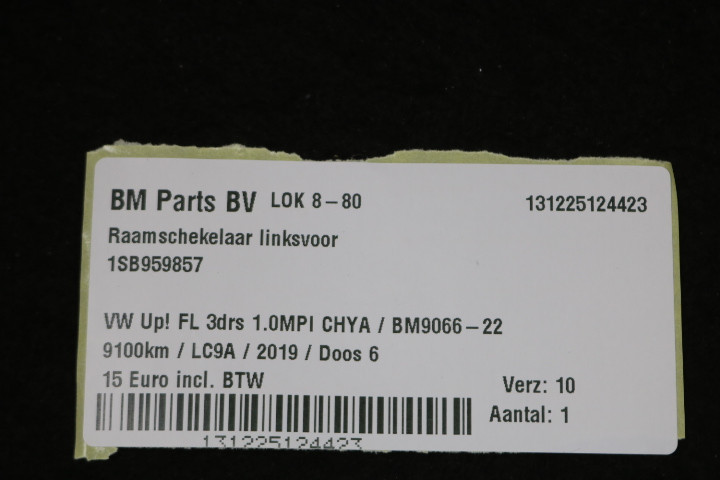 BM Parts BV LOK 8-80 131225124423
Raamschekelaar linksvoor
1SB959857
VW Up! FL 3drs 1.0MPI CHYA / BM9066-22
9100km / LC9A / 2019 / Doos 6
15 Euro incl. BTW Verz: 10
Aantal: 1
131225124423